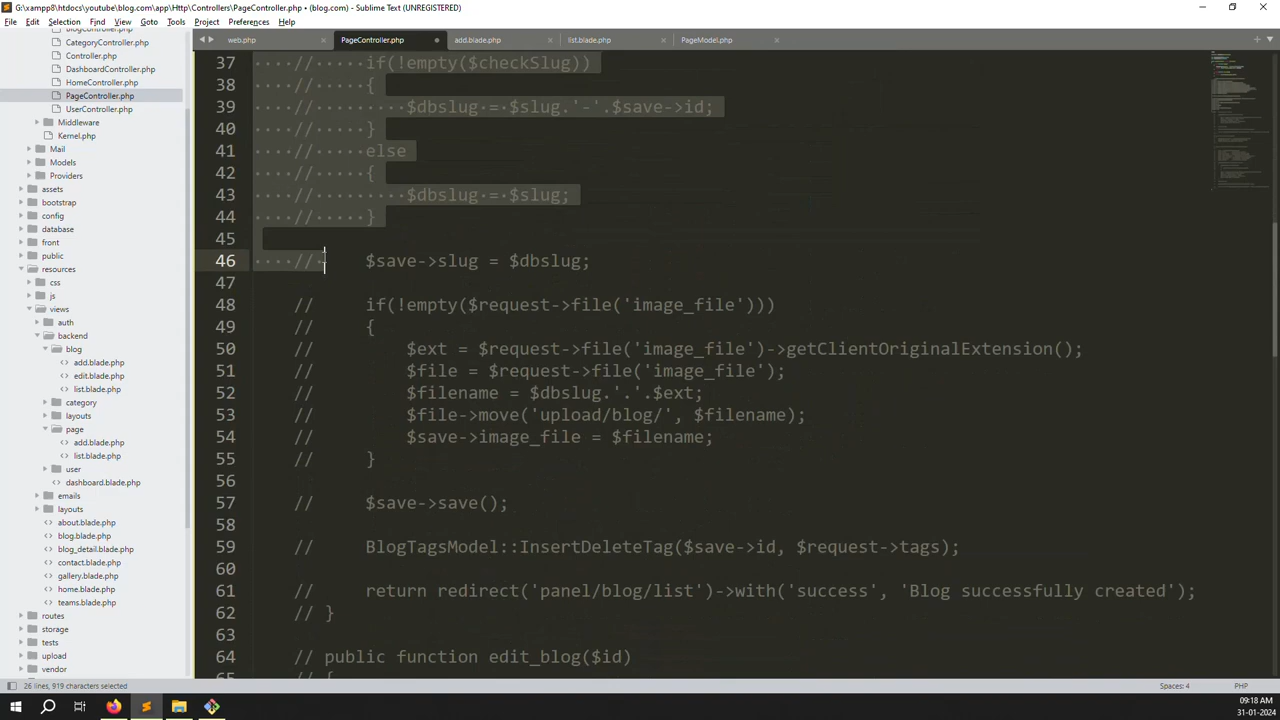 G:\xampp8\htdocs\youtube\blog.com\app\Http\Controllers\PageController.php • (blog.com) - Sublime Text (UNREGISTERED)
File Edit Selection Find View Goto Tools Project Preferences Help
web.php PageController.php add.blade.php list.blade.php PageModel.php
BlogController.php
CategoryController.php
Controller.php
DashboardController.php
HomeController.php
PageController.php
UserController.php
Middleware
Kernel.php
Mail
Models
Providers
assets
bootstrap
config
database
front
public
resources
css
js
views
auth
backend
blog
add.blade.php
edit.blade.php
list.blade.php
category
layouts
page
add.blade.php
list.blade.php
user
dashboard.blade.php
emails
layouts
about.blade.php
blog.blade.php
blog_detail.blade.php
contact.blade.php
gallery.blade.php
home.blade.php
teams.blade.php
routes
storage
tests
upload
vendor
37 // if(!empty($checkSlug))
38 // {
39 // $dbslug = $slug.'-'.$save->id;
40 // }
41 // else
42 // {
43 // $dbslug = $slug;
44 // }
45
46 // $save->slug = $dbslug;
47
48 // if(!empty($request->file('image_file')))
49 // {
50 // $ext = $request->file('image_file')->getClientOriginalExtension();
51 // $file = $request->file('image_file');
52 // $filename = $dbslug.'.'.$ext;
53 // $file->move('upload/blog/', $filename);
54 // $save->image_file = $filename;
55 // }
56
57 // $save->save();
58
59 // BlogTagsModel::InsertDeleteTag($save->id, $request->tags);
60
61 // return redirect('panel/blog/list')->with('success', 'Blog successfully created');
62 // }
63
64 // public function edit_blog($id)
65 // {
26 lines, 919 characters selected Spaces: 4 PHP
09:18 AM
31-01-2024